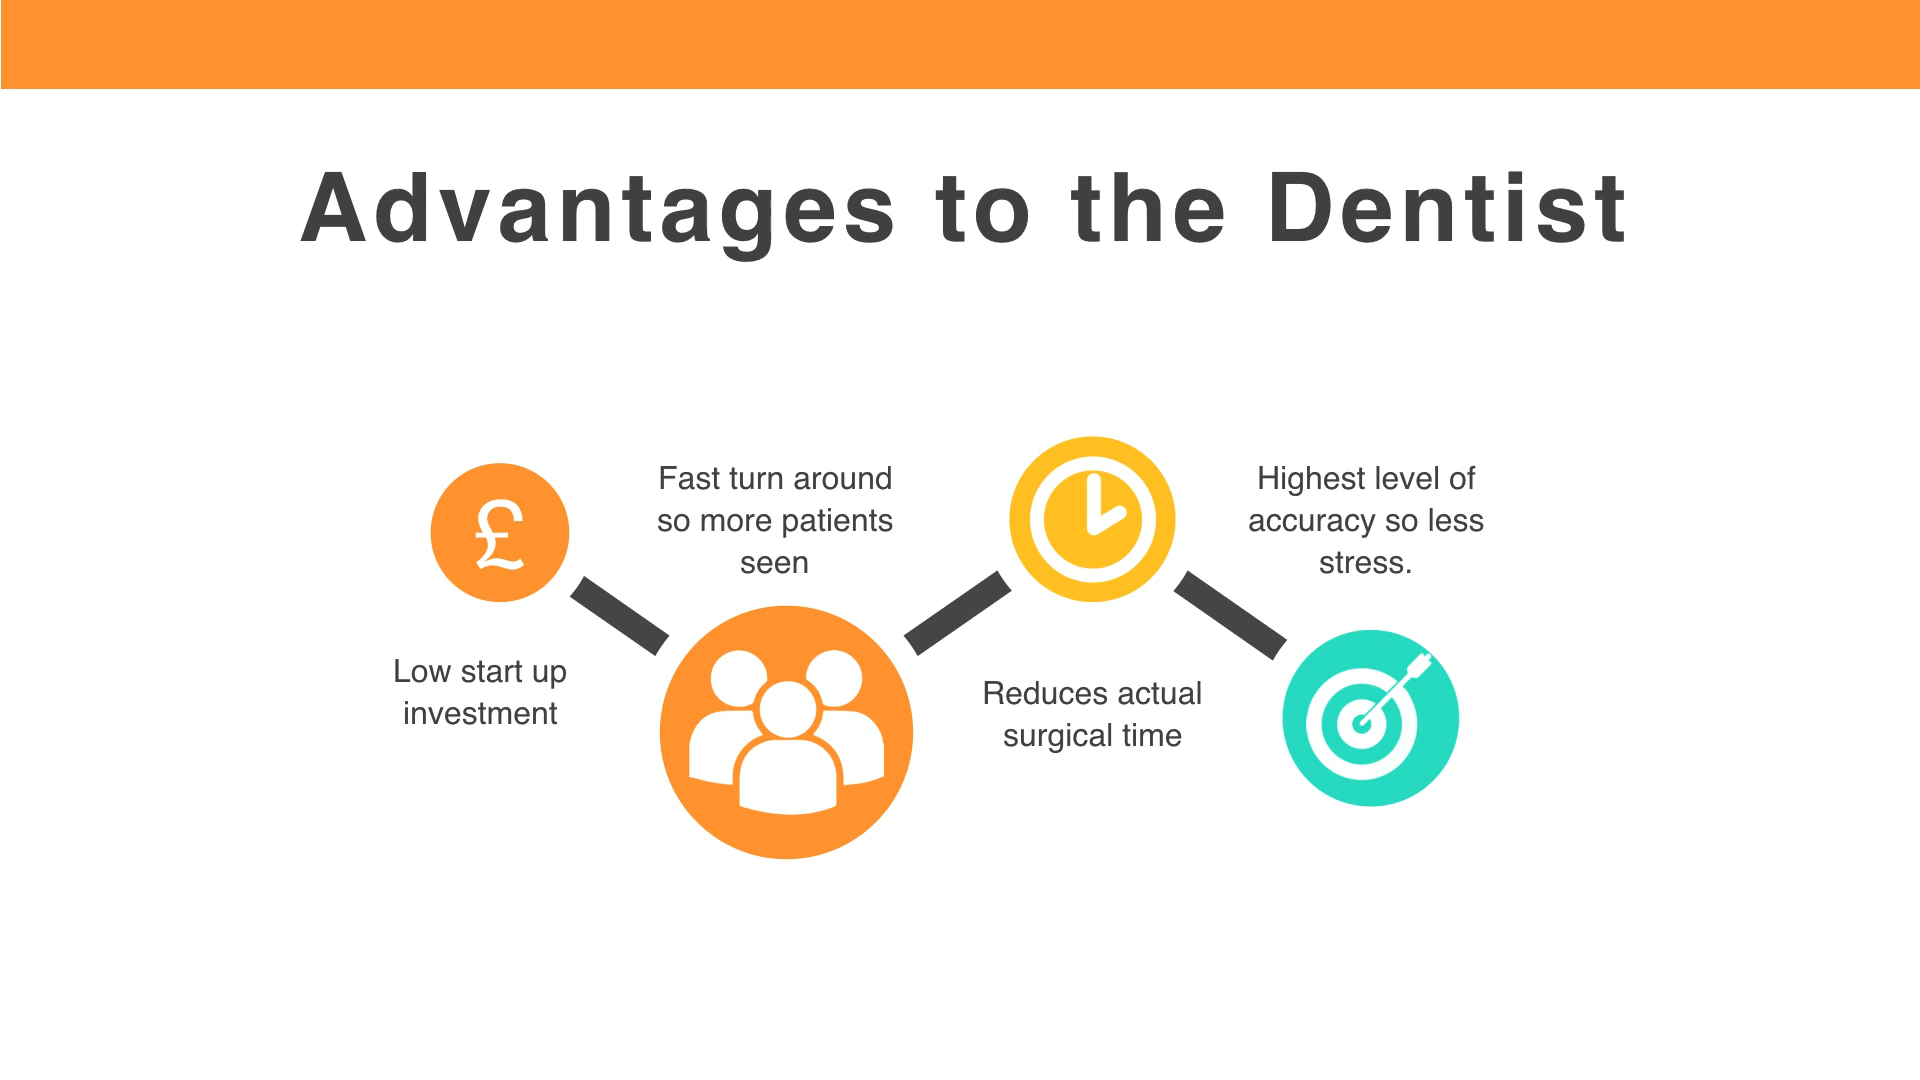 Advantages to the Dentist
£
Low start up
investment
Fast turn around
so more patients
seen
Reduces actual
surgical time
Highest level of
accuracy so less
stress.